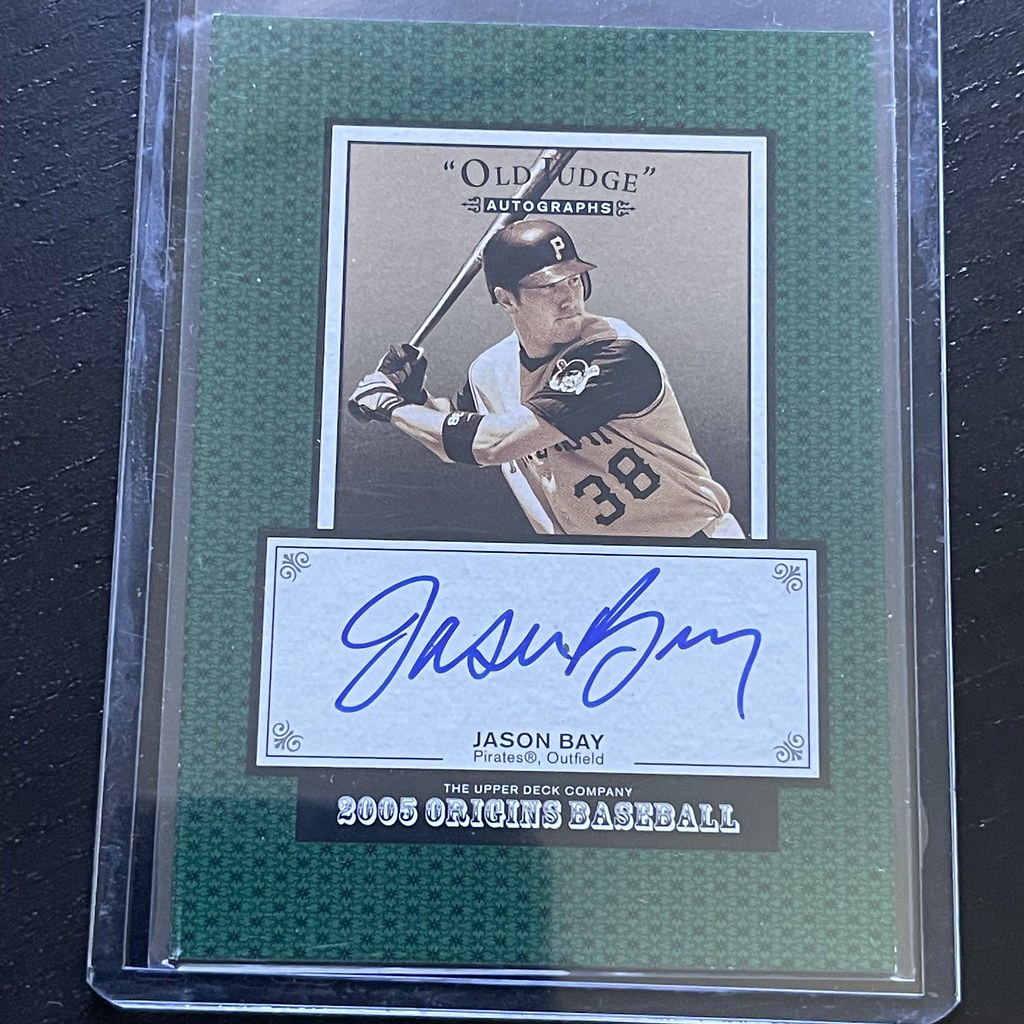 "OLD JUDGE"
AUTOGRAPHS
P
38
Jason Bay
JASON BAY
Pirates®, Outfield
THE UPPER DECK COMPANY
2005 ORIGINS BASEBALL